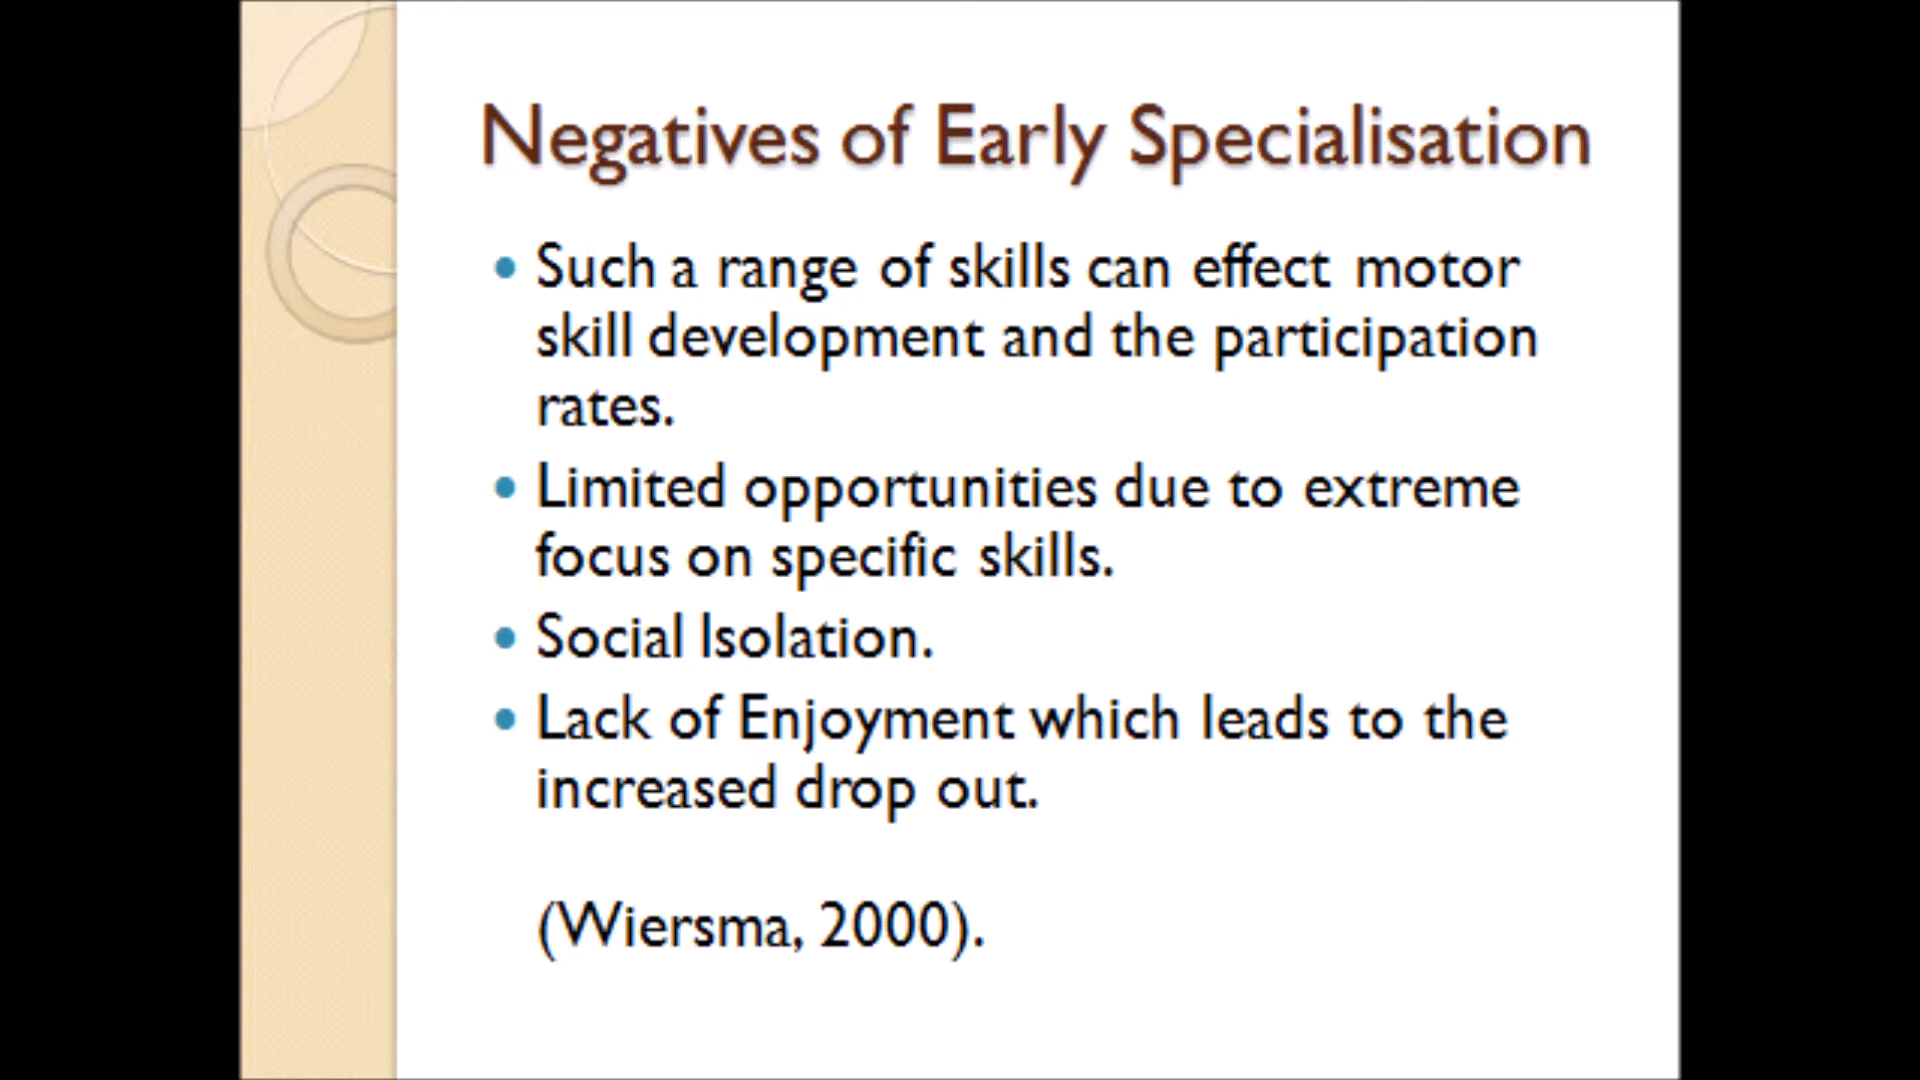 Negatives of Early Specialisation
• Such a range of skills can effect motor
skill development and the participation
rates.
• Limited opportunities due to extreme
focus on specific skills.
• Social Isolation.
• Lack of Enjoyment which leads to the
increased drop out.
(Wiersma, 2000).